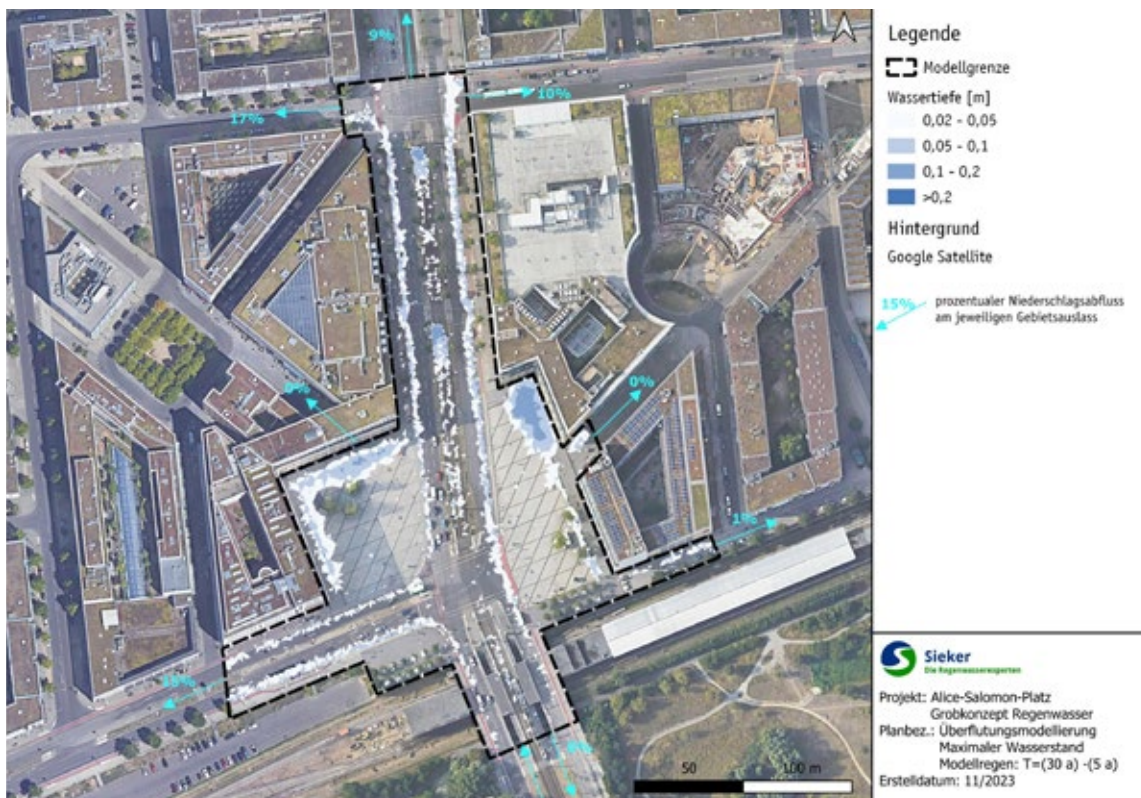 9%
10%
17%
0%
0%
1%
15%
Legende
Modellgrenze
Wassertiefe [m]
0,02 - 0,05
0,05 - 0,1
0,1 - 0,2
>0,2
Hintergrund
Google Satellite
15% prozentualer Niederschlagsabfluss
am jeweiligen Gebietsauslass
50 100 m
Sieker
Die Regenwasserexperten
Projekt: Alice-Salomon-Platz
Grobkonzept Regenwasser
Planbez.: Überflutungsmodellierung
Maximaler Wasserstand
Modellregen: T=(30 a) -(5 a)
Erstelldatum: 11/2023